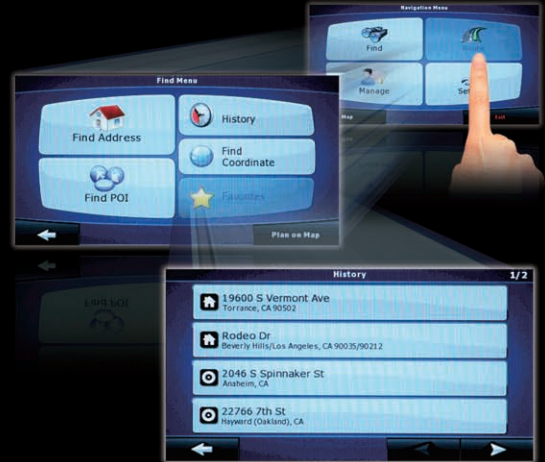 Navigation Menu
Find
Route
Manage
Map
Exit
Find Menu
Find Address
History
Find
Coordinate
Find POI
Favorites
Plan on Map
History
1/2
19600 S Vermont Ave
Torrance, CA 90502
Rodeo Dr
Beverly Hills/Los Angeles, CA 90035/90212
2046 S Spinnaker St
Anaheim, CA
22766 7th St
Hayward (Oakland), CA